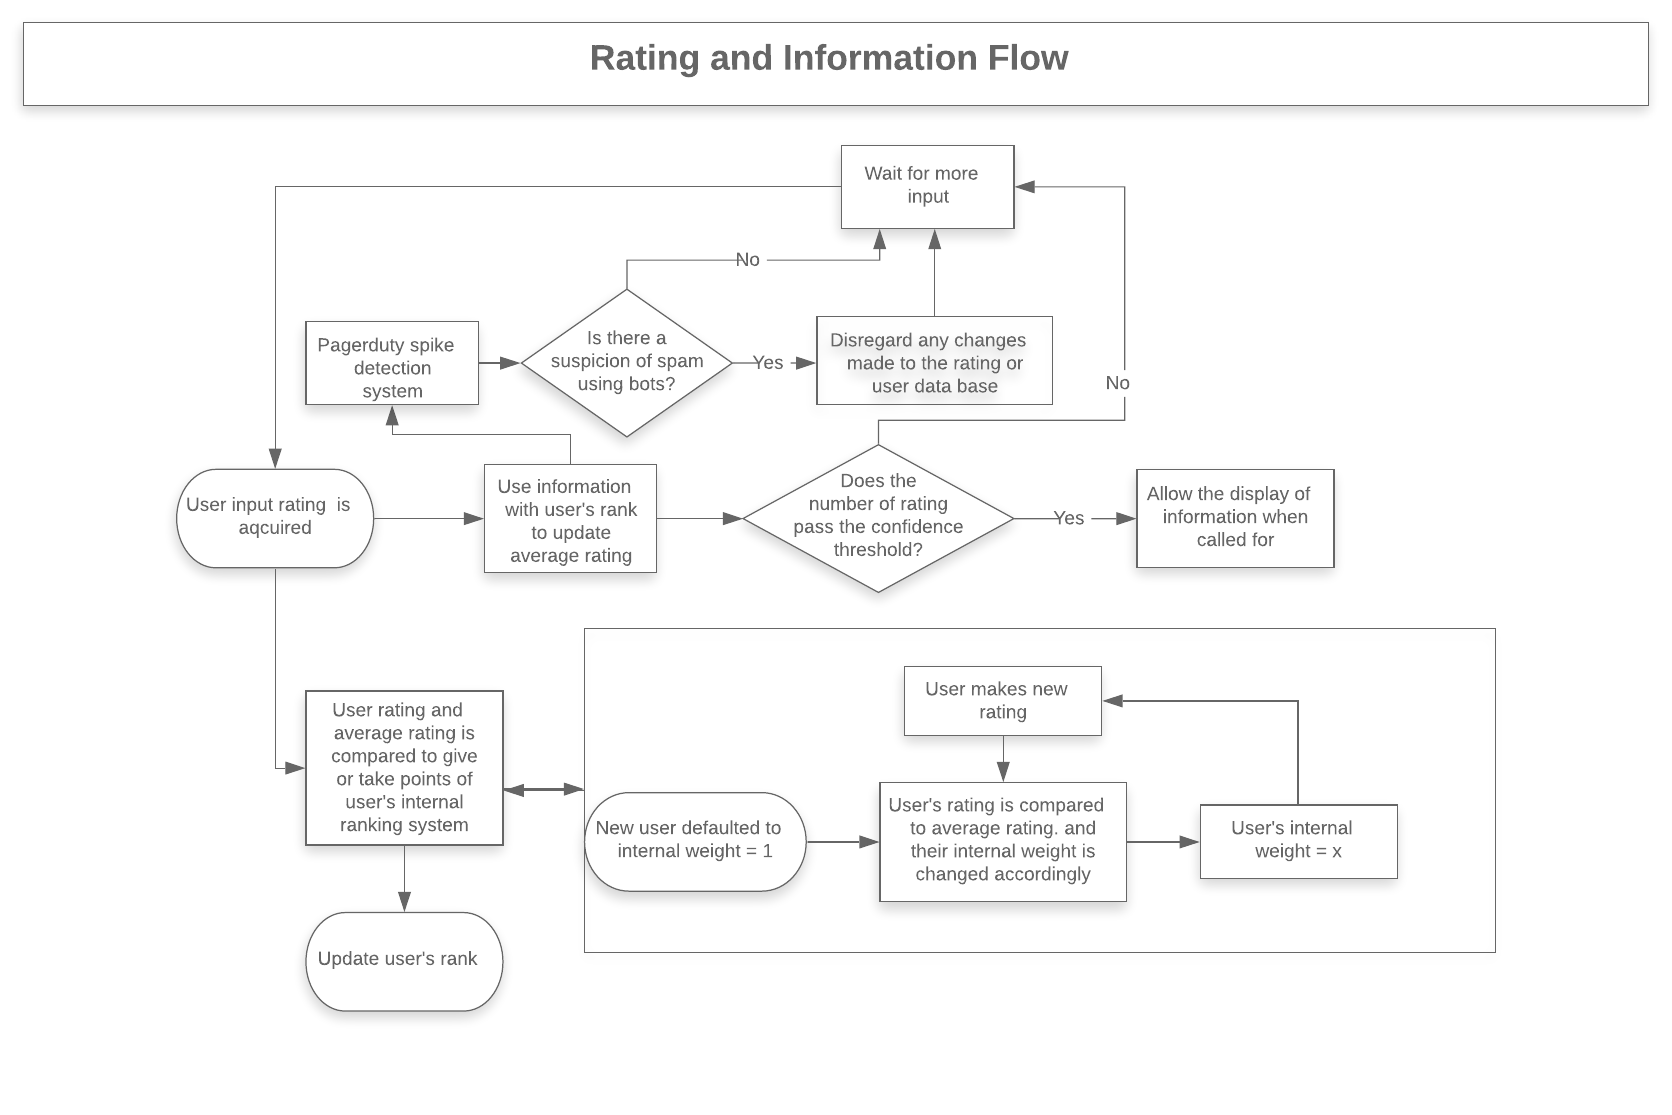 Rating and Information Flow
Wait for more
input
No
Is there a
suspicion of spam
using bots?
Pagerduty spike
detection
system
Yes
Disregard any changes
made to the rating or
user data base
No
User input rating is
aqcuired
Use information
with user's rank
to update
average rating
Does the
number of rating
pass the confidence
threshold?
Yes
Allow the display of
information when
called for
User rating and
average rating is
compared to give
or take points of
user's internal
ranking system
User makes new
rating
New user defaulted to
internal weight = 1
User's rating is compared
to average rating. and
their internal weight is
changed accordingly
User's internal
weight = x
Update user's rank